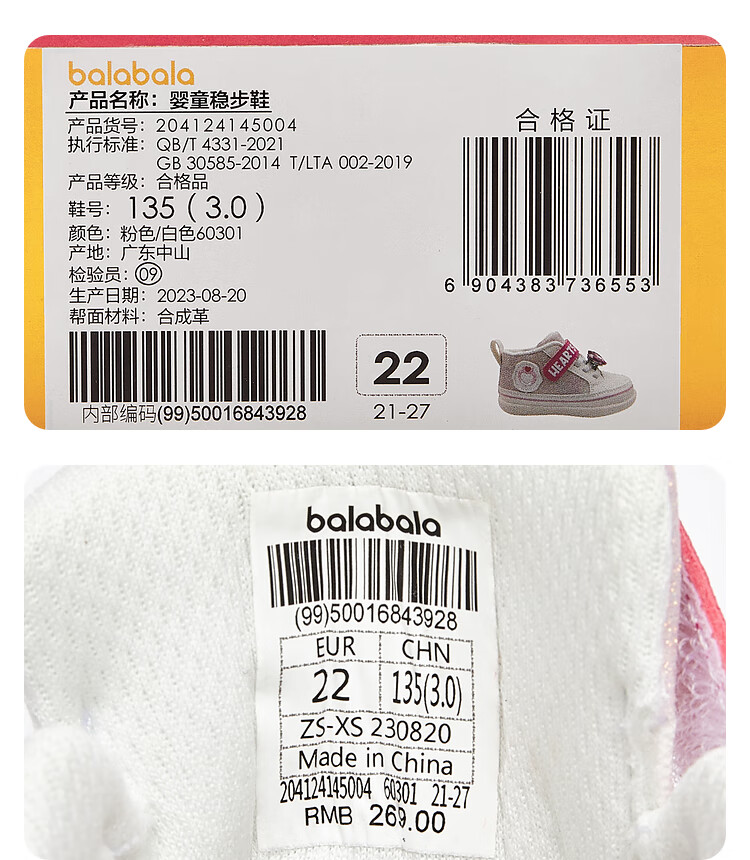 balabala
产品名称：婴童稳步鞋
产品货号：204124145004
执行标准：QB/T 4331-2021
GB 30585-2014 T/LTA 002-2019
产品等级：合格品
鞋号：135（3.0）
颜色：粉色/白色60301
产地：广东中山
检验员：09
生产日期：2023-08-20
帮面材料：合成革
内部编码(99)50016843928
合格证
6 904383 736553
22
21-27
HEART
balabala
(99)50016843928
EUR CHN
22 135(3.0)
ZS-XS 230820
Made in China
204124145004 60301 21-27
RMB 269.00